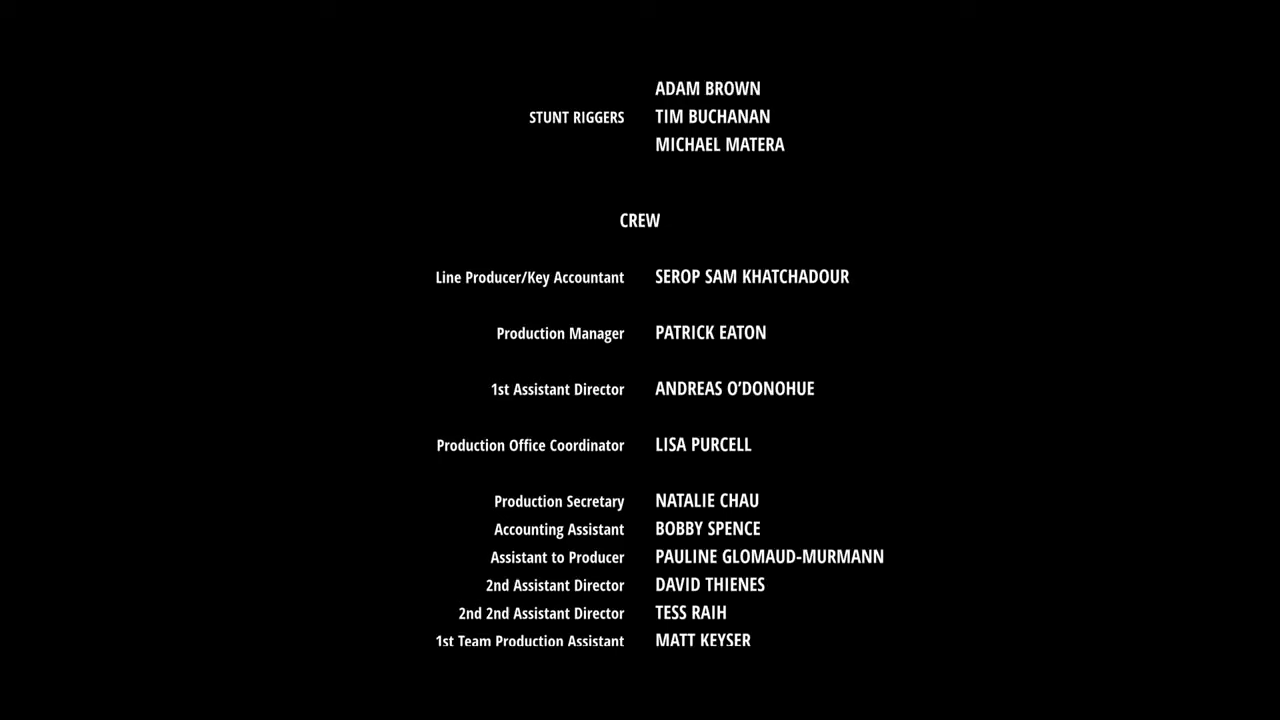 ADAM BROWN
STUNT RIGGERS TIM BUCHANAN
MICHAEL MATERA
CREW
Line Producer/Key Accountant SEROP SAM KHATCHADOUR
Production Manager PATRICK EATON
1st Assistant Director ANDREAS O’DONOHUE
Production Office Coordinator LISA PURCELL
Production Secretary NATALIE CHAU
Accounting Assistant BOBBY SPENCE
Assistant to Producer PAULINE GLOMAUD-MURMANN
2nd Assistant Director DAVID THIENES
2nd 2nd Assistant Director TESS RAIH
1st Team Production Assistant MATT KEYSER